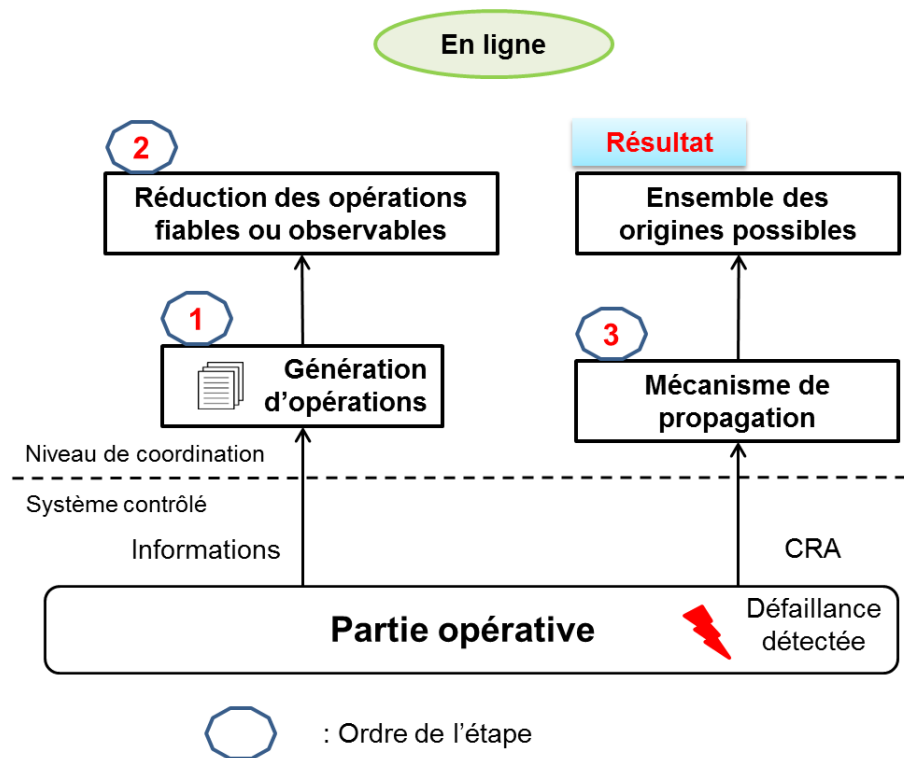 En ligne
2
Réduction des opérations
fiables ou observables
Résultat
Ensemble des
origines possibles
1
Génération
d'opérations
3
Mécanisme de
propagation
Niveau de coordination
Système contrôlé
Informations
CRA
Partie opérative
Défaillance
détectée
: Ordre de l'étape